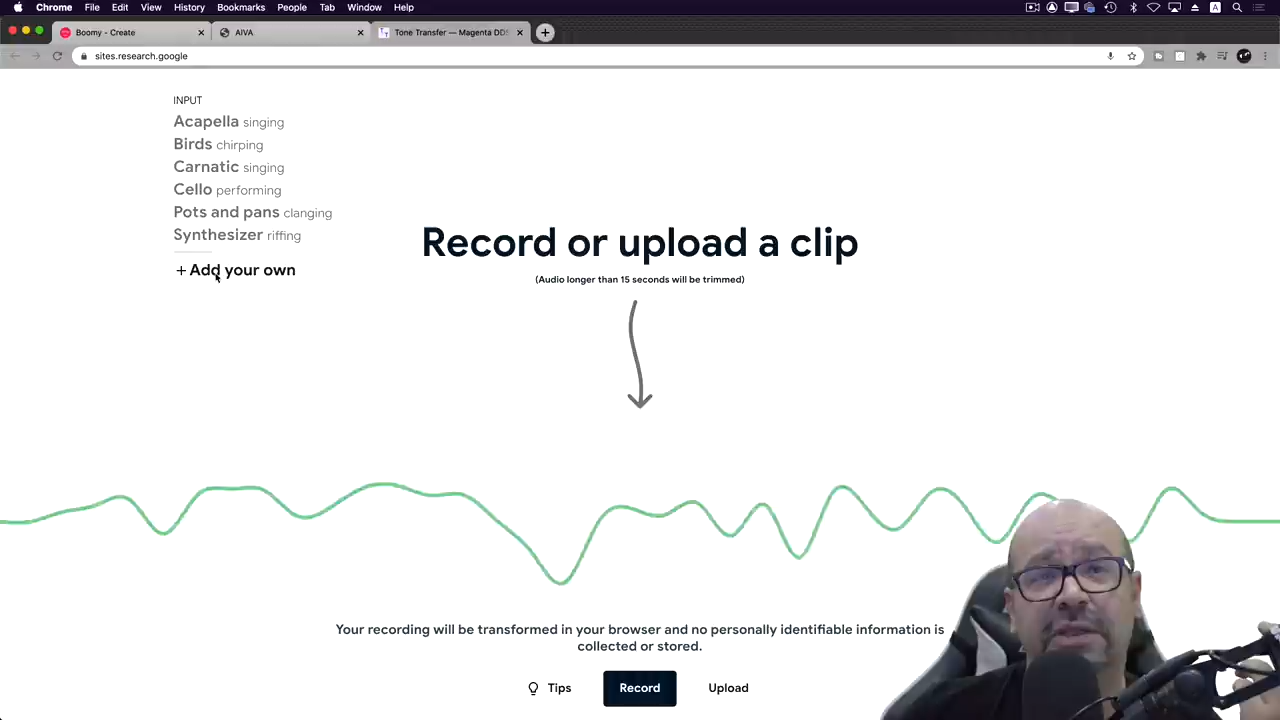 Chrome File Edit View History Bookmarks People Tab Window Help
Boomy - Create
AIVA
Tone Transfer — Magenta DDS
sites.research.google
INPUT
Acapella singing
Birds chirping
Carnatic singing
Cello performing
Pots and pans clanging
Synthesizer riffing
+ Add your own
Record or upload a clip
(Audio longer than 15 seconds will be trimmed)
Your recording will be transformed in your browser and no personally identifiable information is
collected or stored.
Tips
Record
Upload